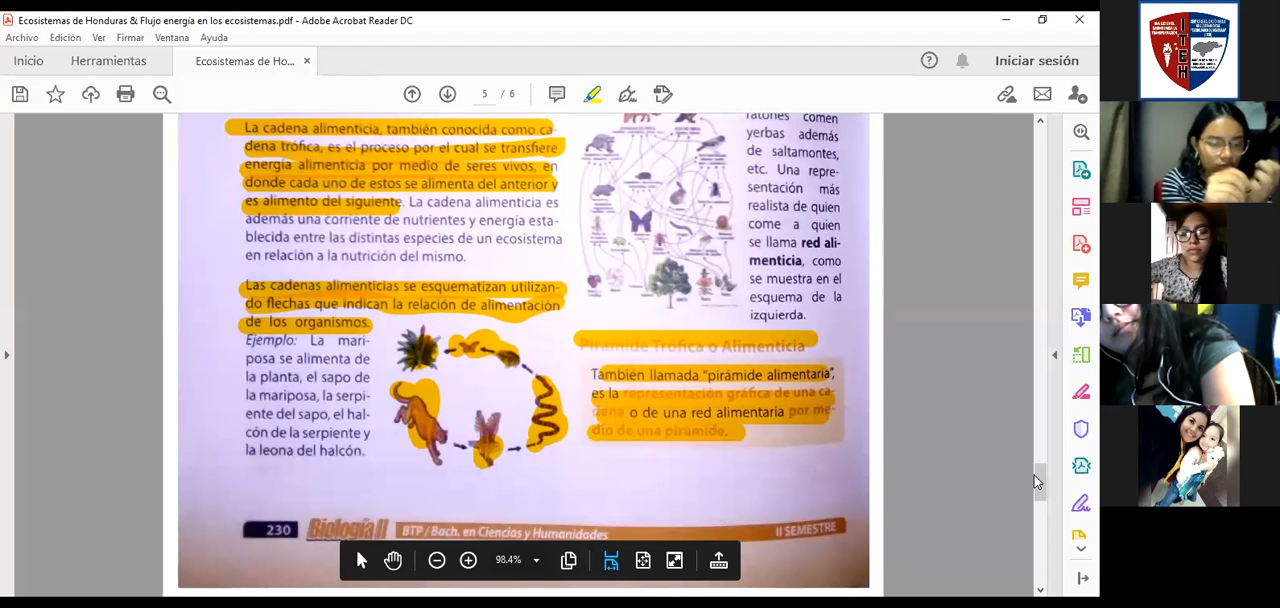 Ecosistemas de Honduras & Flujo energía en los ecosistemas.pdf - Adobe Acrobat Reader DC
Archivo Edición Ver Firmar Ventana Ayuda
Inicio Herramientas Ecosistemas de Ho... × Iniciar sesión
5 / 6
La cadena alimenticia, también conocida como ca-
dena trófica, es el proceso por el cual se transfiere
energía alimenticia por medio de seres vivos, en
donde cada uno de estos se alimenta del anterior y
es alimento del siguiente. La cadena alimenticia es
además una corriente de nutrientes y energía esta-
blecida entre las distintas especies de un ecosistema
en relación a la nutrición del mismo.
Las cadenas alimenticias se esquematizan utilizan-
do flechas que indican la relación de alimentación
de los organismos.
Ejemplo: La mari-
posa se alimenta de
la planta, el sapo de
la mariposa, la serpi-
ente del sapo, el hal-
cón de la serpiente y
la leona del halcón.
ratones comen
yerbas además
de saltamontes,
etc. Una repre-
sentación más
realista de quien
come a quien
se llama red ali-
menticia, como
se muestra en el
esquema de la
izquierda.
Piramide Trófica o Alimenticia
También llamada "pirámide alimentaria",
es la representación gráfica de una ca-
dena o de una red alimentaria por me-
dio de una pirámide.
230 Biología II BTP / Bach. en Ciencias y Humanidades II SEMESTRE
98.4%
ITEH